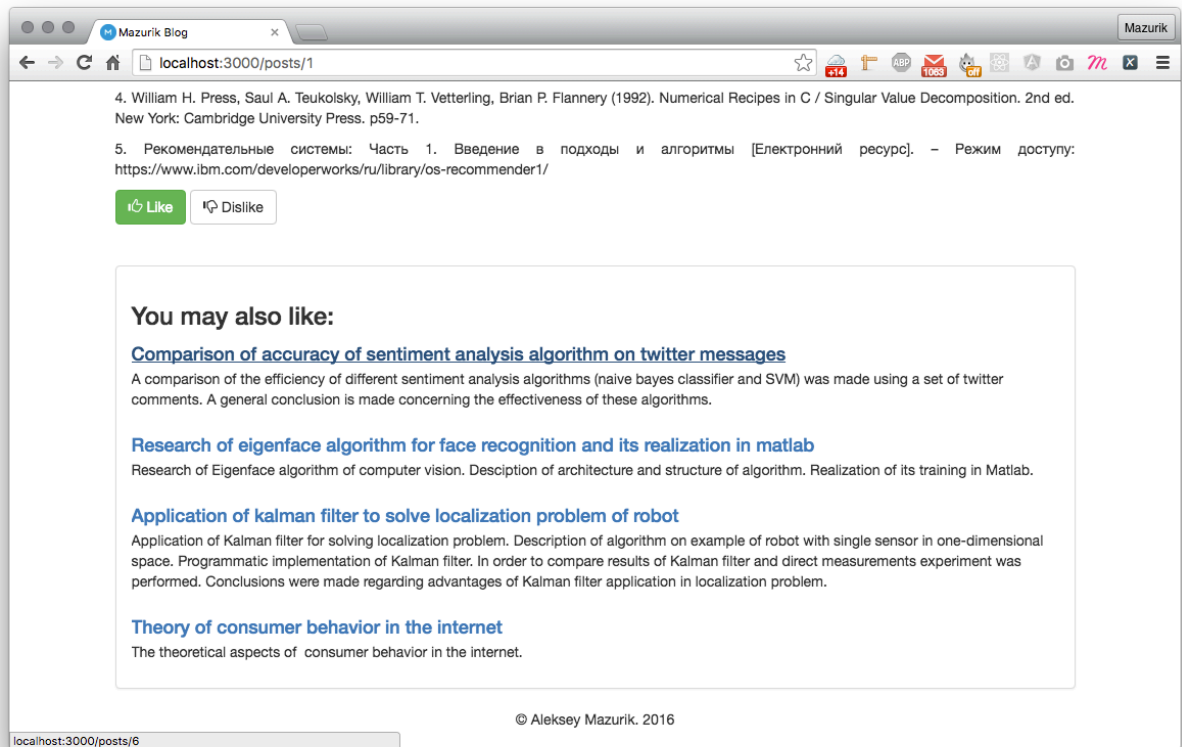 Mazurik Blog
Mazurik
localhost:3000/posts/1
+14
ABP
1063
off
4. William H. Press, Saul A. Teukolsky, William T. Vetterling, Brian P. Flannery (1992). Numerical Recipes in C / Singular Value Decomposition. 2nd ed.
New York: Cambridge University Press. p59-71.
5. Рекомендательные системы: Часть 1. Введение в подходы и алгоритмы [Електронний ресурс]. – Режим доступу:
https://www.ibm.com/developerworks/ru/library/os-recommender1/
Like Dislike
You may also like:
Comparison of accuracy of sentiment analysis algorithm on twitter messages
A comparison of the efficiency of different sentiment analysis algorithms (naive bayes classifier and SVM) was made using a set of twitter
comments. A general conclusion is made concerning the effectiveness of these algorithms.
Research of eigenface algorithm for face recognition and its realization in matlab
Research of Eigenface algorithm of computer vision. Desciption of architecture and structure of algorithm. Realization of its training in Matlab.
Application of kalman filter to solve localization problem of robot
Application of Kalman filter for solving localization problem. Description of algorithm on example of robot with single sensor in one-dimensional
space. Programmatic implementation of Kalman filter. In order to compare results of Kalman filter and direct measurements experiment was
performed. Conclusions were made regarding advantages of Kalman filter application in localization problem.
Theory of consumer behavior in the internet
The theoretical aspects of consumer behavior in the internet.
© Aleksey Mazurik. 2016
localhost:3000/posts/6